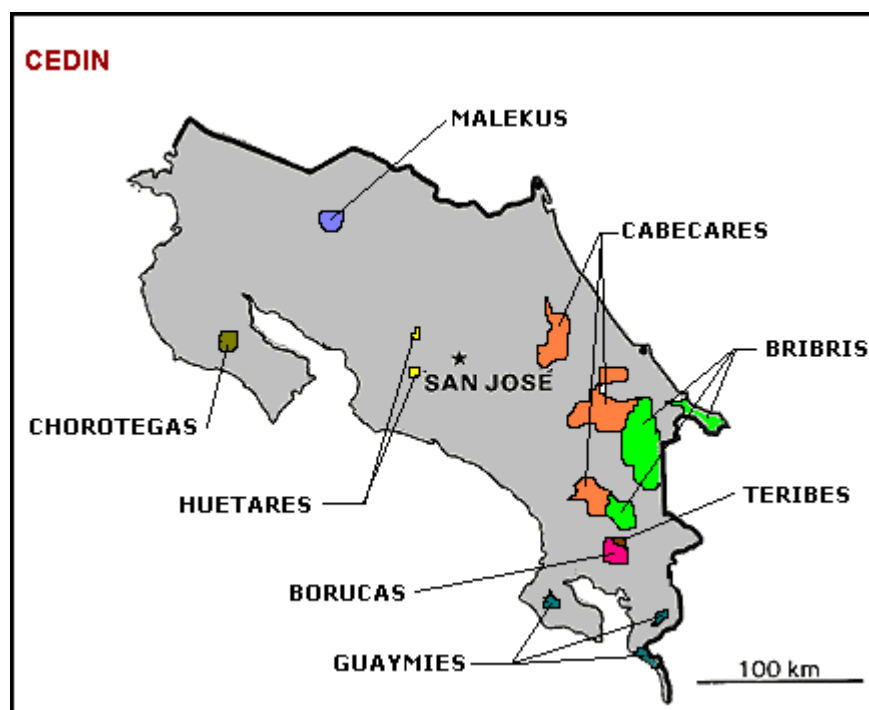 CEDIN
MALEKUS
CABECARES
BRIBRIS
SAN JOSÉ
CHOROTEGAS
HUETARES
TERIBES
BORUCAS
GUAYMIES
100 km